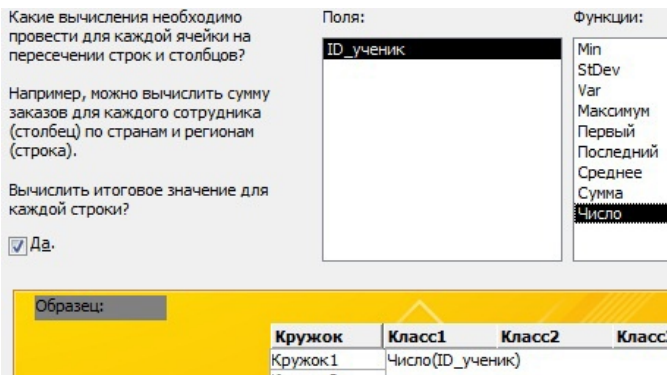 Какие вычисления необходимо
провести для каждой ячейки на
пересечении строк и столбцов?
Например, можно вычислить сумму
заказов для каждого сотрудника
(столбец) по странам и регионам
(строка).
Вычислить итоговое значение для
каждой строки?
Да.
Поля:
ID_ученик
Функции:
Min
StDev
Var
Максимум
Первый
Последний
Среднее
Сумма
Число
Образец:
Кружок Класс1 Класс2 Класс
Кружок1 Число(ID_ученик)